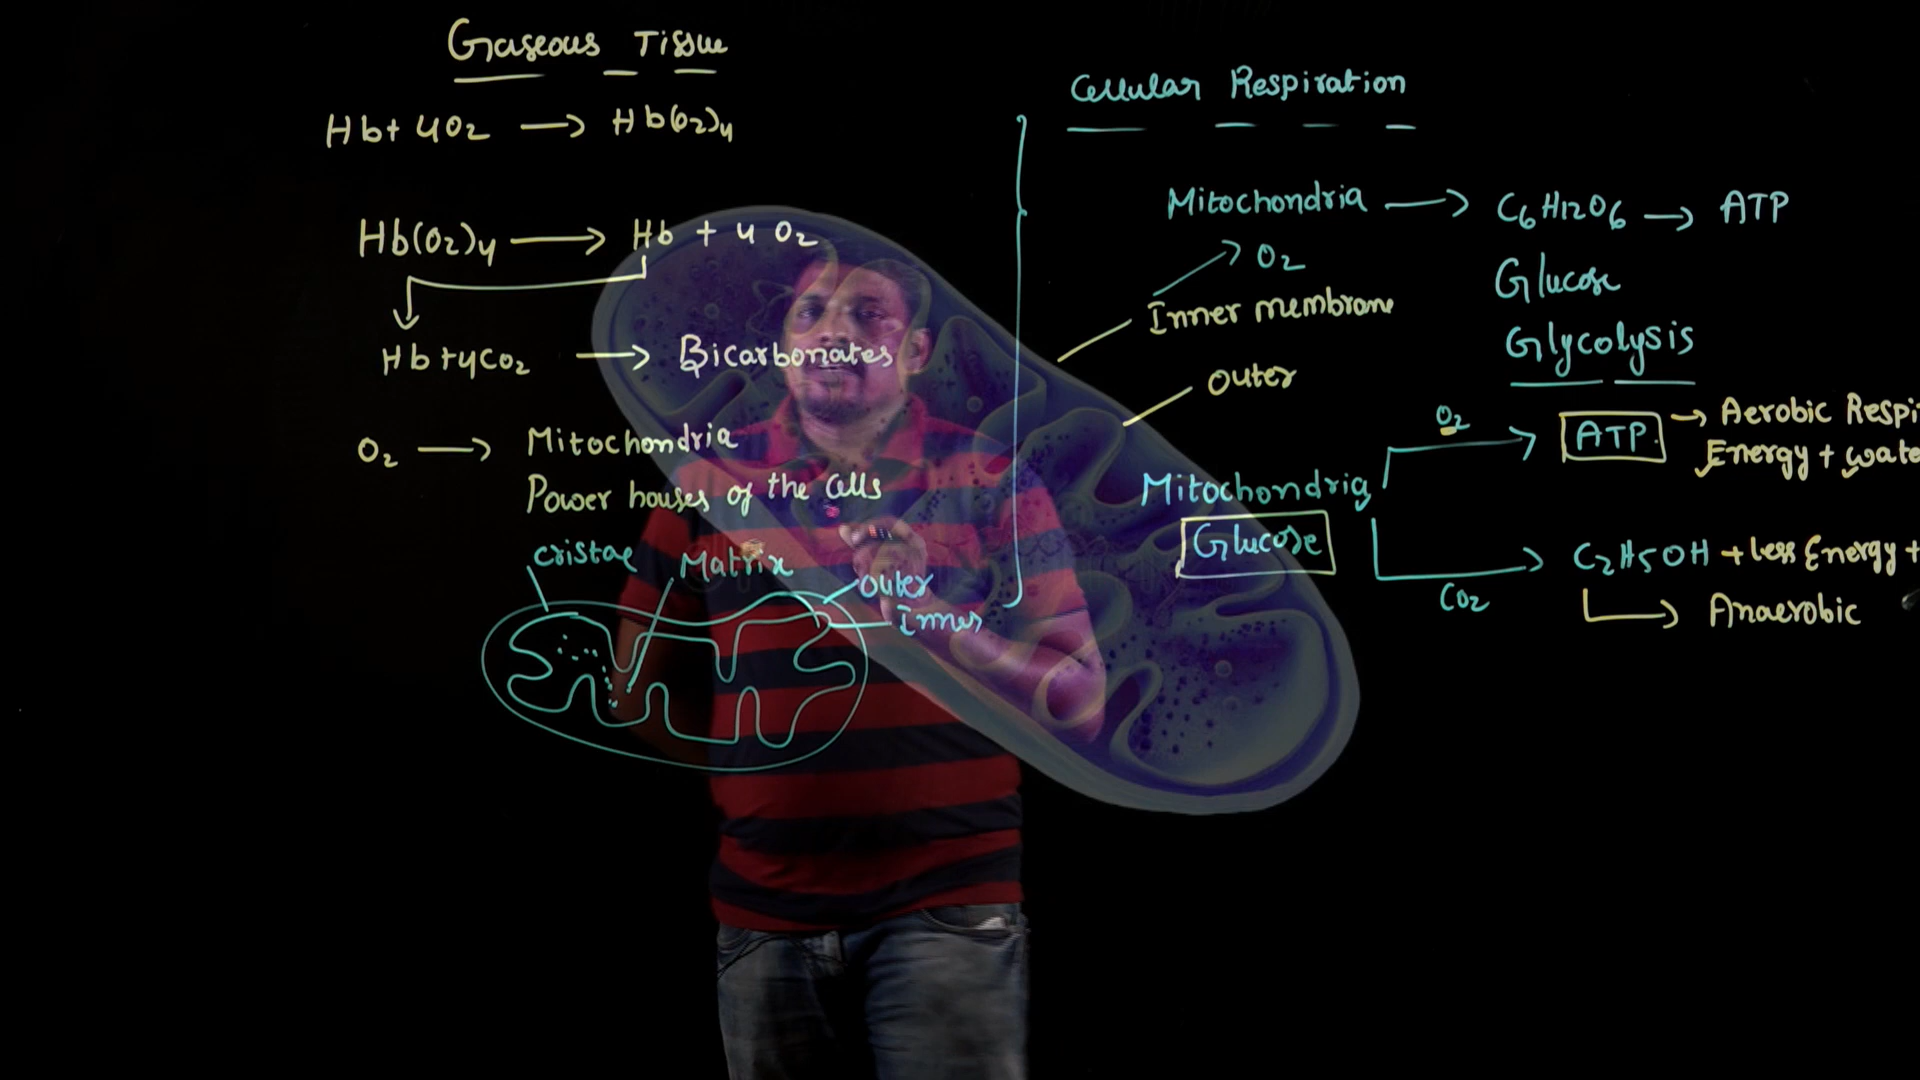 Gaseous Tissue
Hb + 4O2 → Hb(O2)4
Hb(O2)4 → Hb + 4 O2
Hb + 4CO2 → Bicarbonates
O2 → Mitochondria
Power houses of the cells
cristae Matrix
outer
Inner
Cellular Respiration
Mitochondria → C6H12O6 → ATP
O2
Glucose
Inner membrane
Glycolysis
outer
O2
ATP → Aerobic Respi
Energy + wate
Mitochondria
Glucose
C2H5OH + less Energy +
CO2
Anaerobic